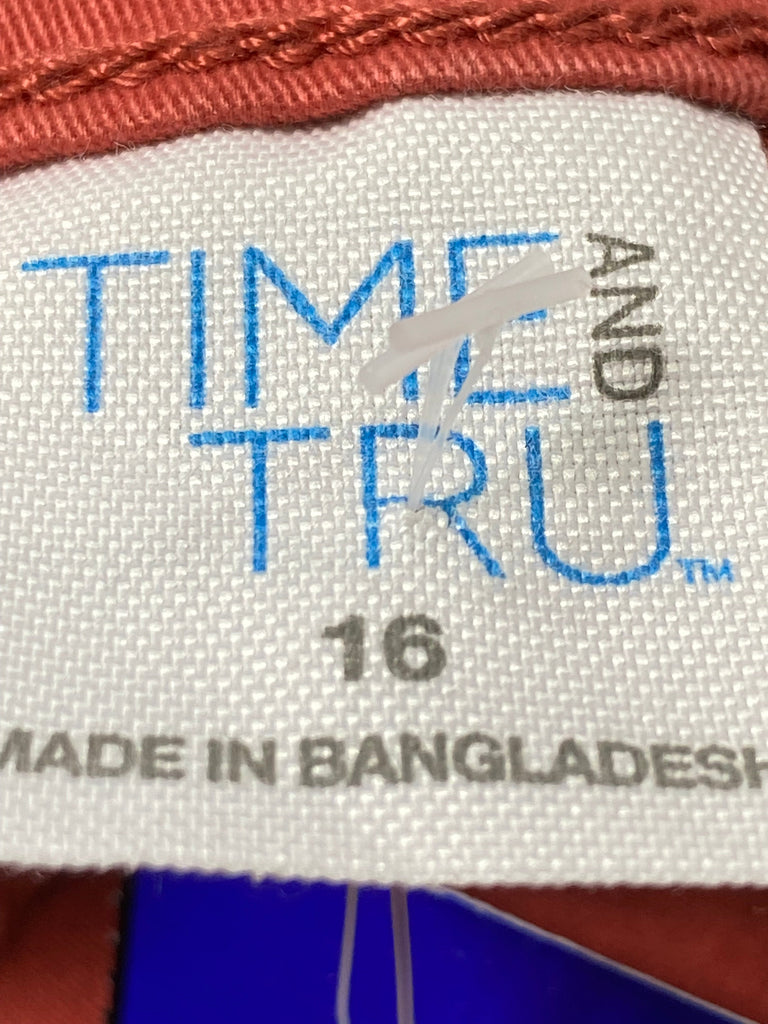 TIME AND
TRU™
16
MADE IN BANGLADESH